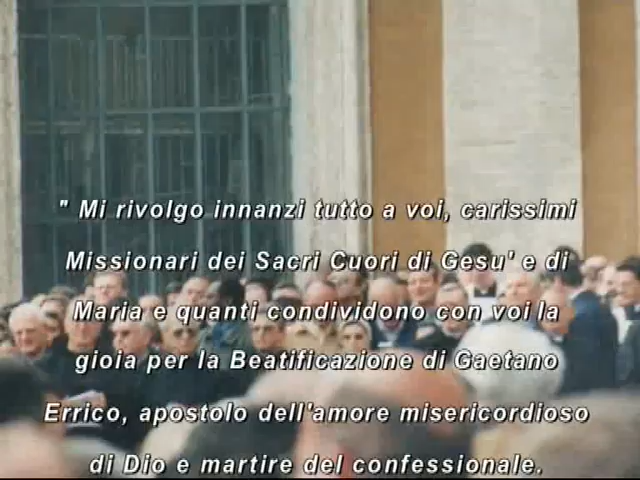 " Mi rivolgo innanzi tutto a voi, carissimi
Missionari dei Sacri Cuori di Gesu' e di
Maria e quanti condividono con voi la
gioia per la Beatificazione di Gaetano
Errico, apostolo dell'amore misericordioso
di Dio e martire del confessionale.